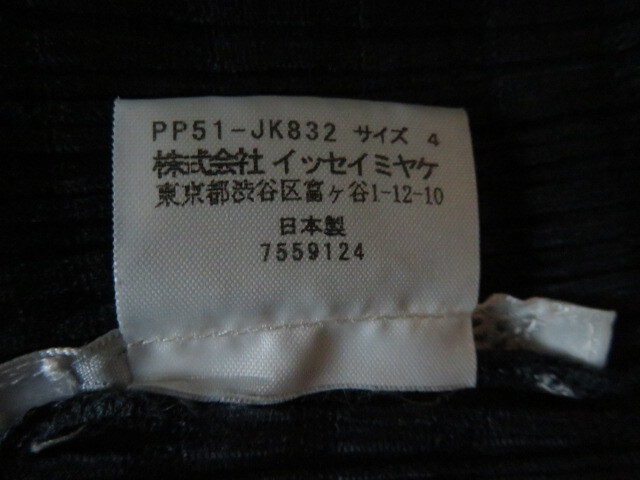 PP51-JK832 サイズ 4
株式会社 イッセイミヤケ
東京都渋谷区富ヶ谷1-12-10
日本製
7559124